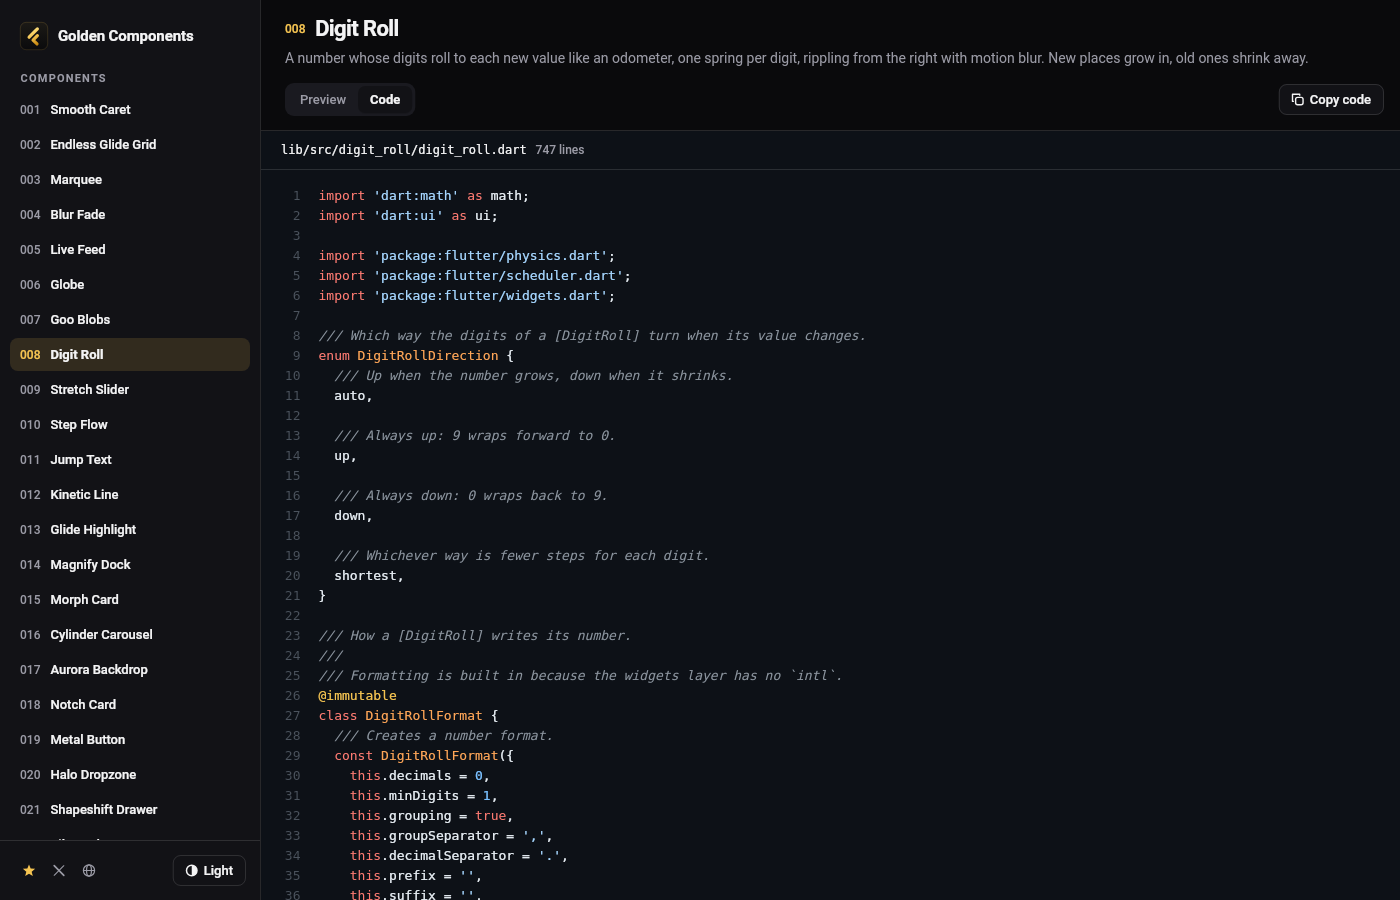 Golden Components
COMPONENTS
001 Smooth Caret
002 Endless Glide Grid
003 Marquee
004 Blur Fade
005 Live Feed
006 Globe
007 Goo Blobs
008 Digit Roll
009 Stretch Slider
010 Step Flow
011 Jump Text
012 Kinetic Line
013 Glide Highlight
014 Magnify Dock
015 Morph Card
016 Cylinder Carousel
017 Aurora Backdrop
018 Notch Card
019 Metal Button
020 Halo Dropzone
021 Shapeshift Drawer
Light
008 Digit Roll
A number whose digits roll to each new value like an odometer, one spring per digit, rippling from the right with motion blur. New places grow in, old ones shrink away.
Preview Code
Copy code
lib/src/digit_roll/digit_roll.dart 747 lines
1 import 'dart:math' as math;
2 import 'dart:ui' as ui;
3
4 import 'package:flutter/physics.dart';
5 import 'package:flutter/scheduler.dart';
6 import 'package:flutter/widgets.dart';
7
8 /// Which way the digits of a [DigitRoll] turn when its value changes.
9 enum DigitRollDirection {
10 /// Up when the number grows, down when it shrinks.
11 auto,
12
13 /// Always up: 9 wraps forward to 0.
14 up,
15
16 /// Always down: 0 wraps back to 9.
17 down,
18
19 /// Whichever way is fewer steps for each digit.
20 shortest,
21 }
22
23 /// How a [DigitRoll] writes its number.
24 ///
25 /// Formatting is built in because the widgets layer has no `intl`.
26 @immutable
27 class DigitRollFormat {
28 /// Creates a number format.
29 const DigitRollFormat({
30 this.decimals = 0,
31 this.minDigits = 1,
32 this.grouping = true,
33 this.groupSeparator = ',',
34 this.decimalSeparator = '.',
35 this.prefix = '',
36 this.suffix = '',